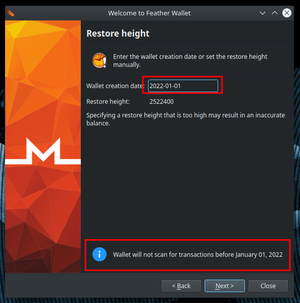 Welcome to Feather Wallet
Restore height
Enter the wallet creation date or set the restore height
manually.
Wallet creation date: 2022-01-01
Restore height: 2522400
Specifying a restore height that is too high may result in an inaccurate
balance.
Wallet will not scan for transactions before January 01, 2022
< Back Next > Close